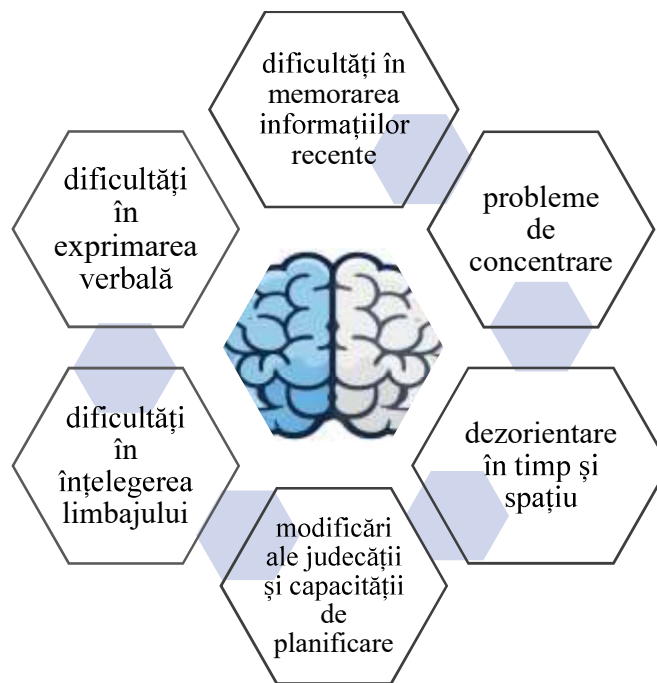 dificultăți în
memorarea
informațiilor
recente
probleme
de
concentrare
dezorientare
în timp și
spațiu
modificări
ale judecății
și capacității
de
planificare
dificultăți
în
înțelegerea
limbajului
dificultăți
în
exprimarea
verbală